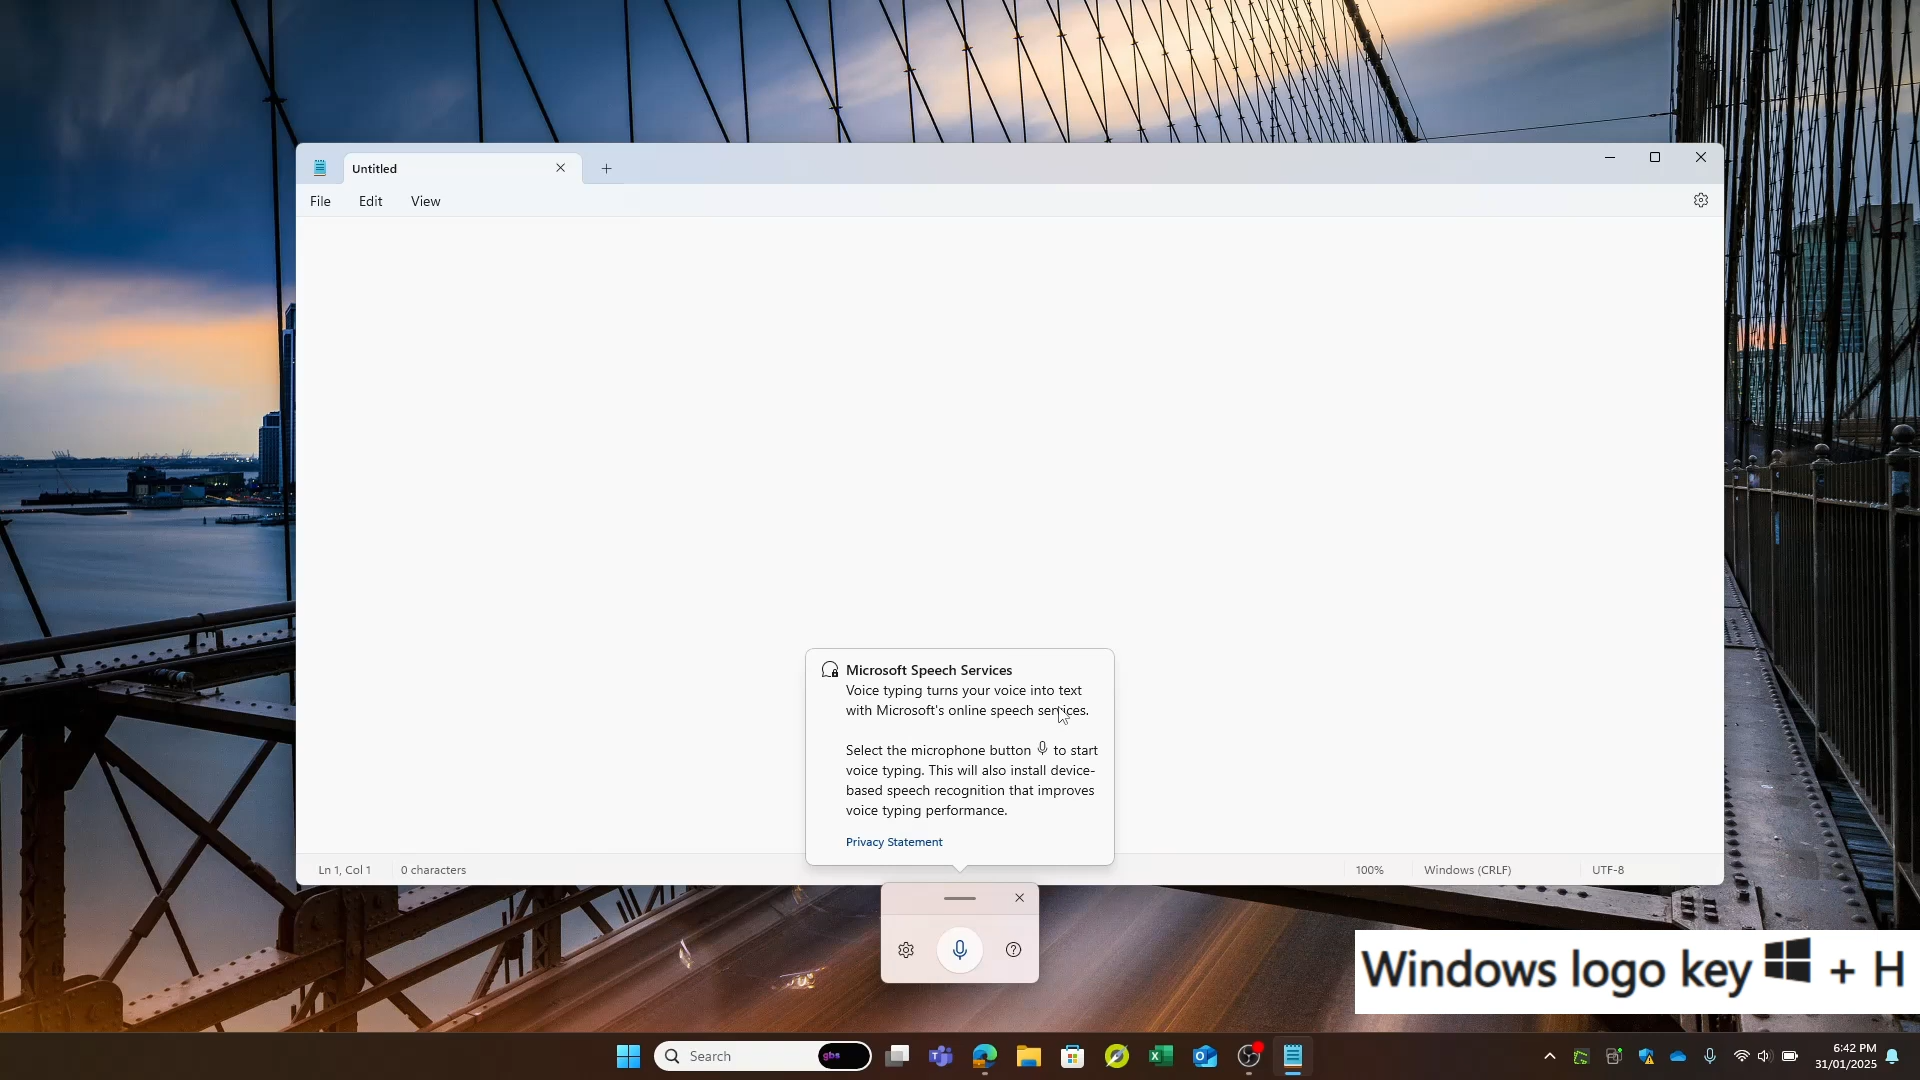 Untitled
File Edit View
Microsoft Speech Services
Voice typing turns your voice into text
with Microsoft's online speech services.
Select the microphone button to start
voice typing. This will also install device-
based speech recognition that improves
voice typing performance.
Privacy Statement
Ln 1, Col 1 0 characters 100% Windows (CRLF) UTF-8
Windows logo key + H
Search gbs
6:42 PM
31/01/2025